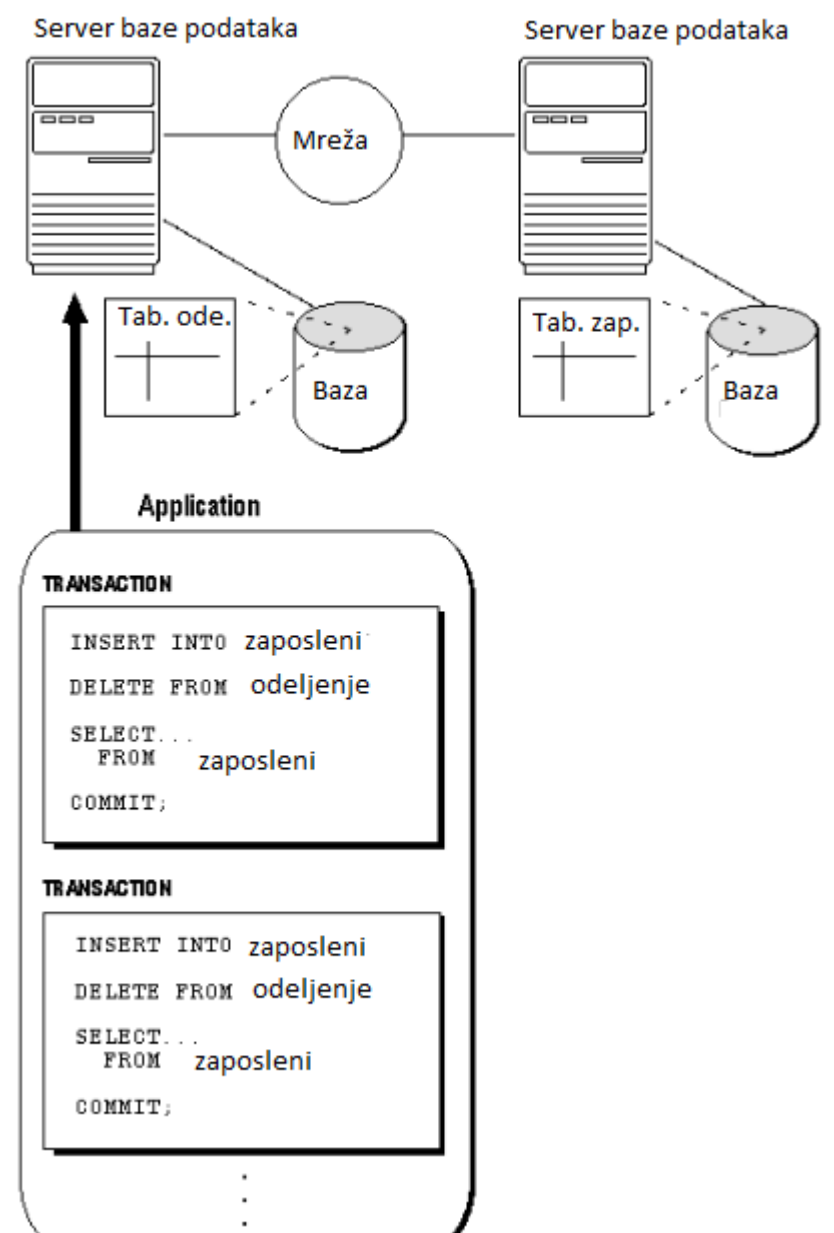 Server baze podataka
Server baze podataka
Mreža
Tab. ode.
Baza
Tab. zap.
Baza
Application
TRANSACTION
INSERT INTO zaposleni
DELETE FROM odeljenje
SELECT...
FROM zaposleni
COMMIT;
TRANSACTION
INSERT INTO zaposleni
DELETE FROM odeljenje
SELECT...
FROM zaposleni
COMMIT;